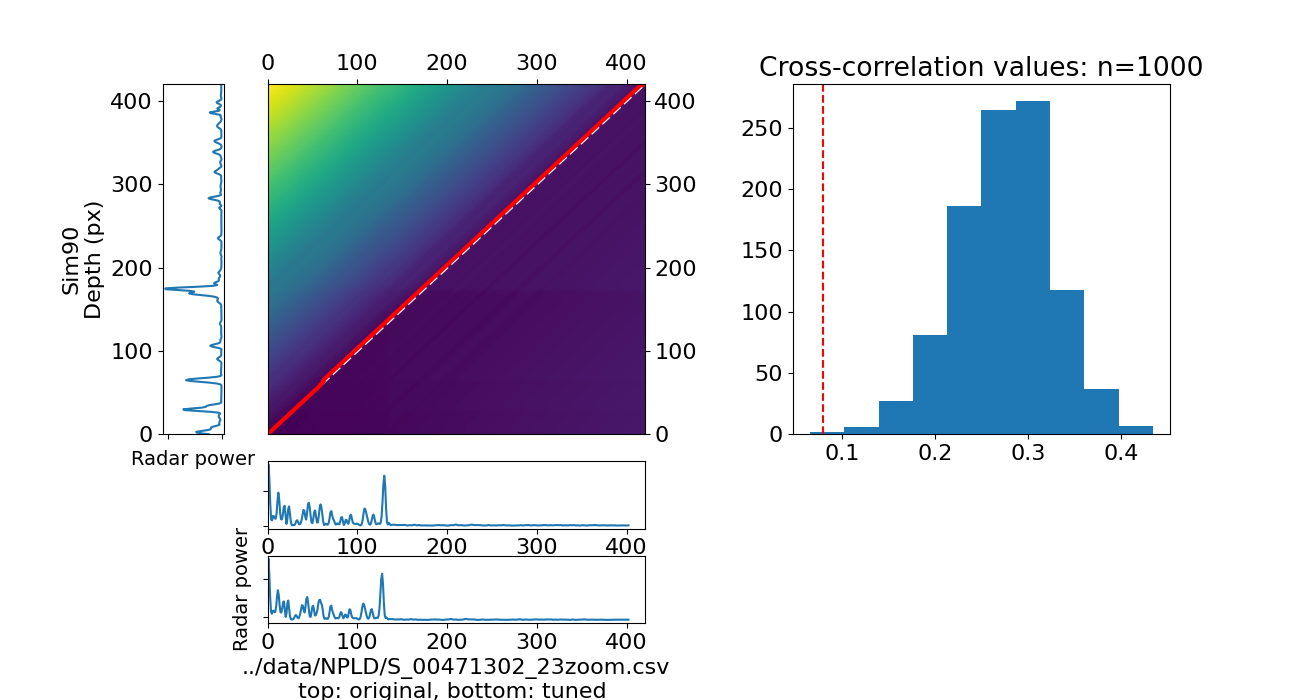 0 100 200 300 400
Cross-correlation values: n=1000
400
300
200
100
0
Sim90
Depth (px)
Radar power
400
300
200
100
0
250
200
150
100
50
0
0.1 0.2 0.3 0.4
0 100 200 300 400
Radar power
0 100 200 300 400
../data/NPLD/S_00471302_23zoom.csv
top: original, bottom: tuned